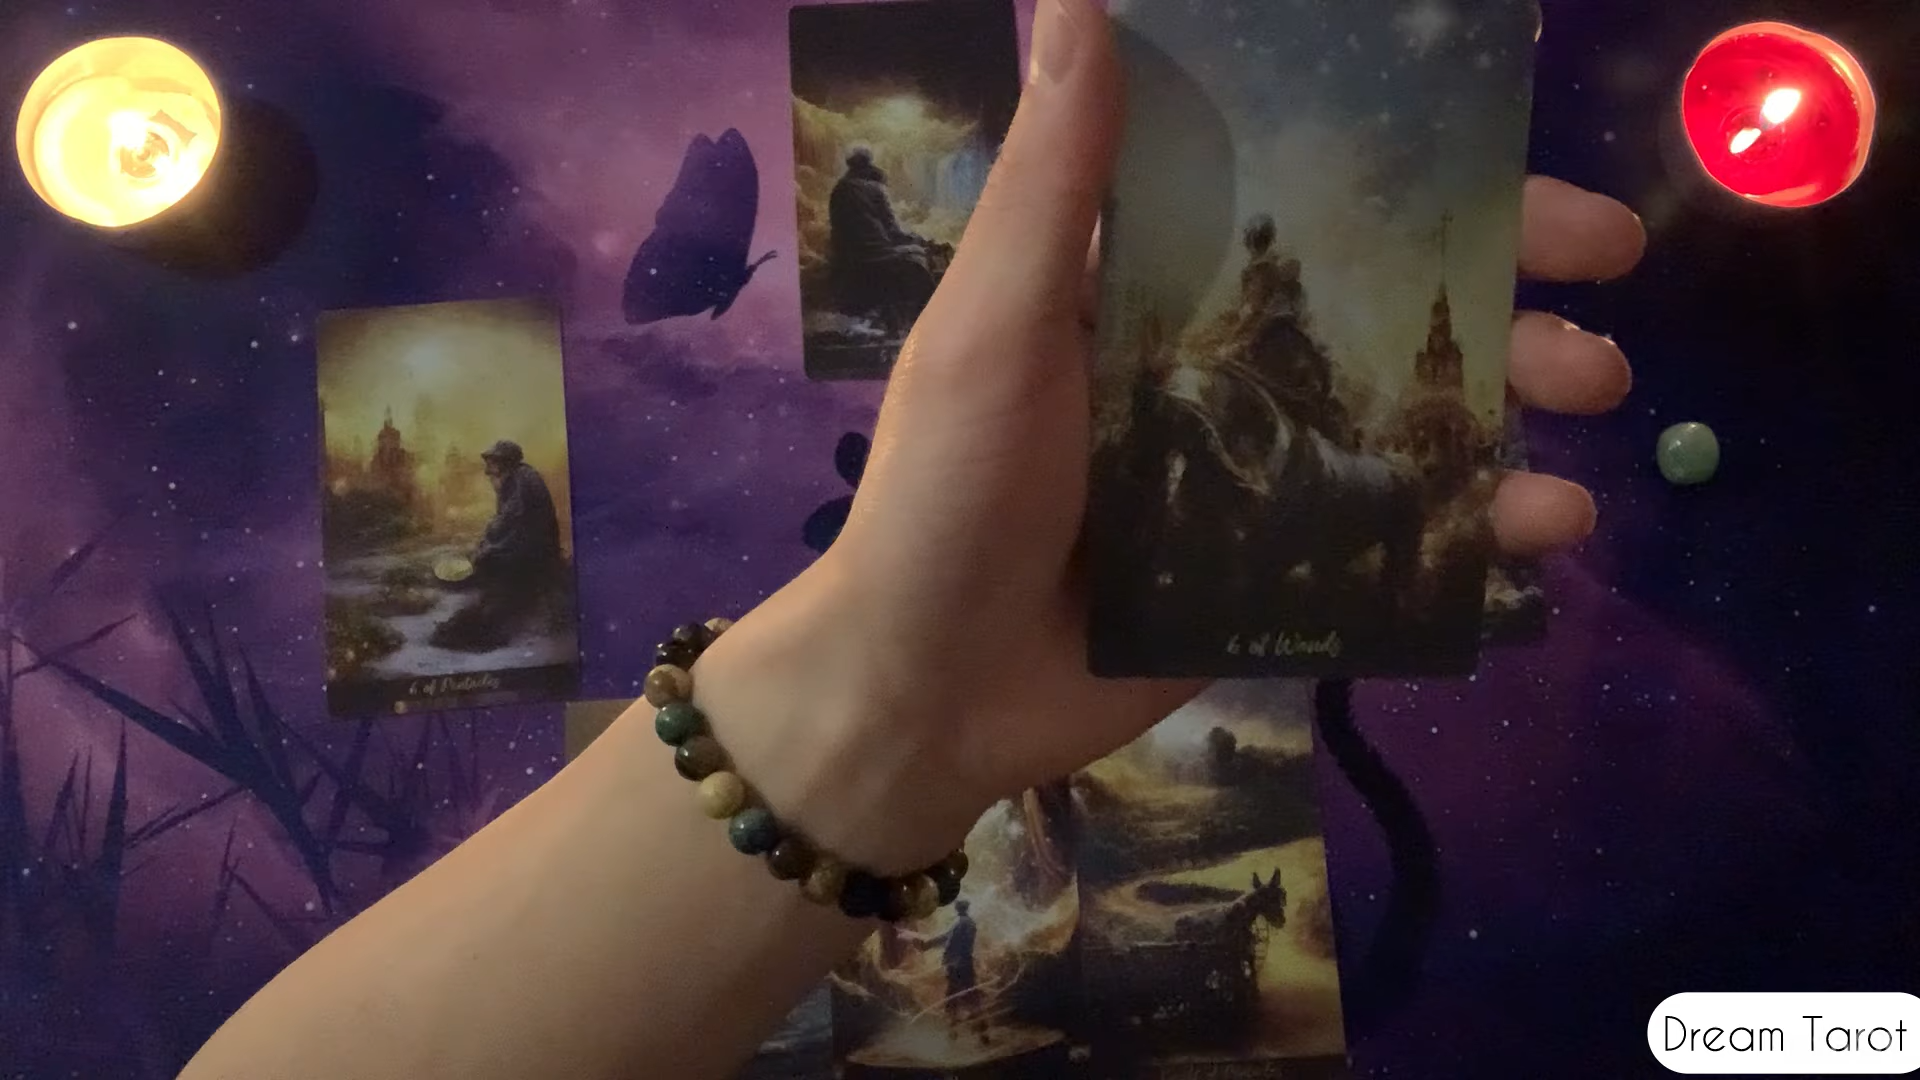 6 of Wands
6 of Pentacles
Dream Tarot